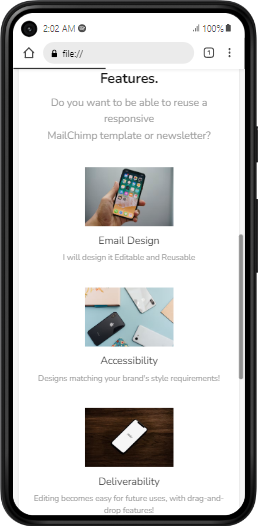 2:02 AM
100%
file://
1
Features.
Do you want to be able to reuse a
responsive
MailChimp template or newsletter?
Email Design
I will design it Editable and Reusable
Accessibility
Designs matching your brand's style requirements!
Deliverability
Editing becomes easy for future uses, with drag-and-
drop features!